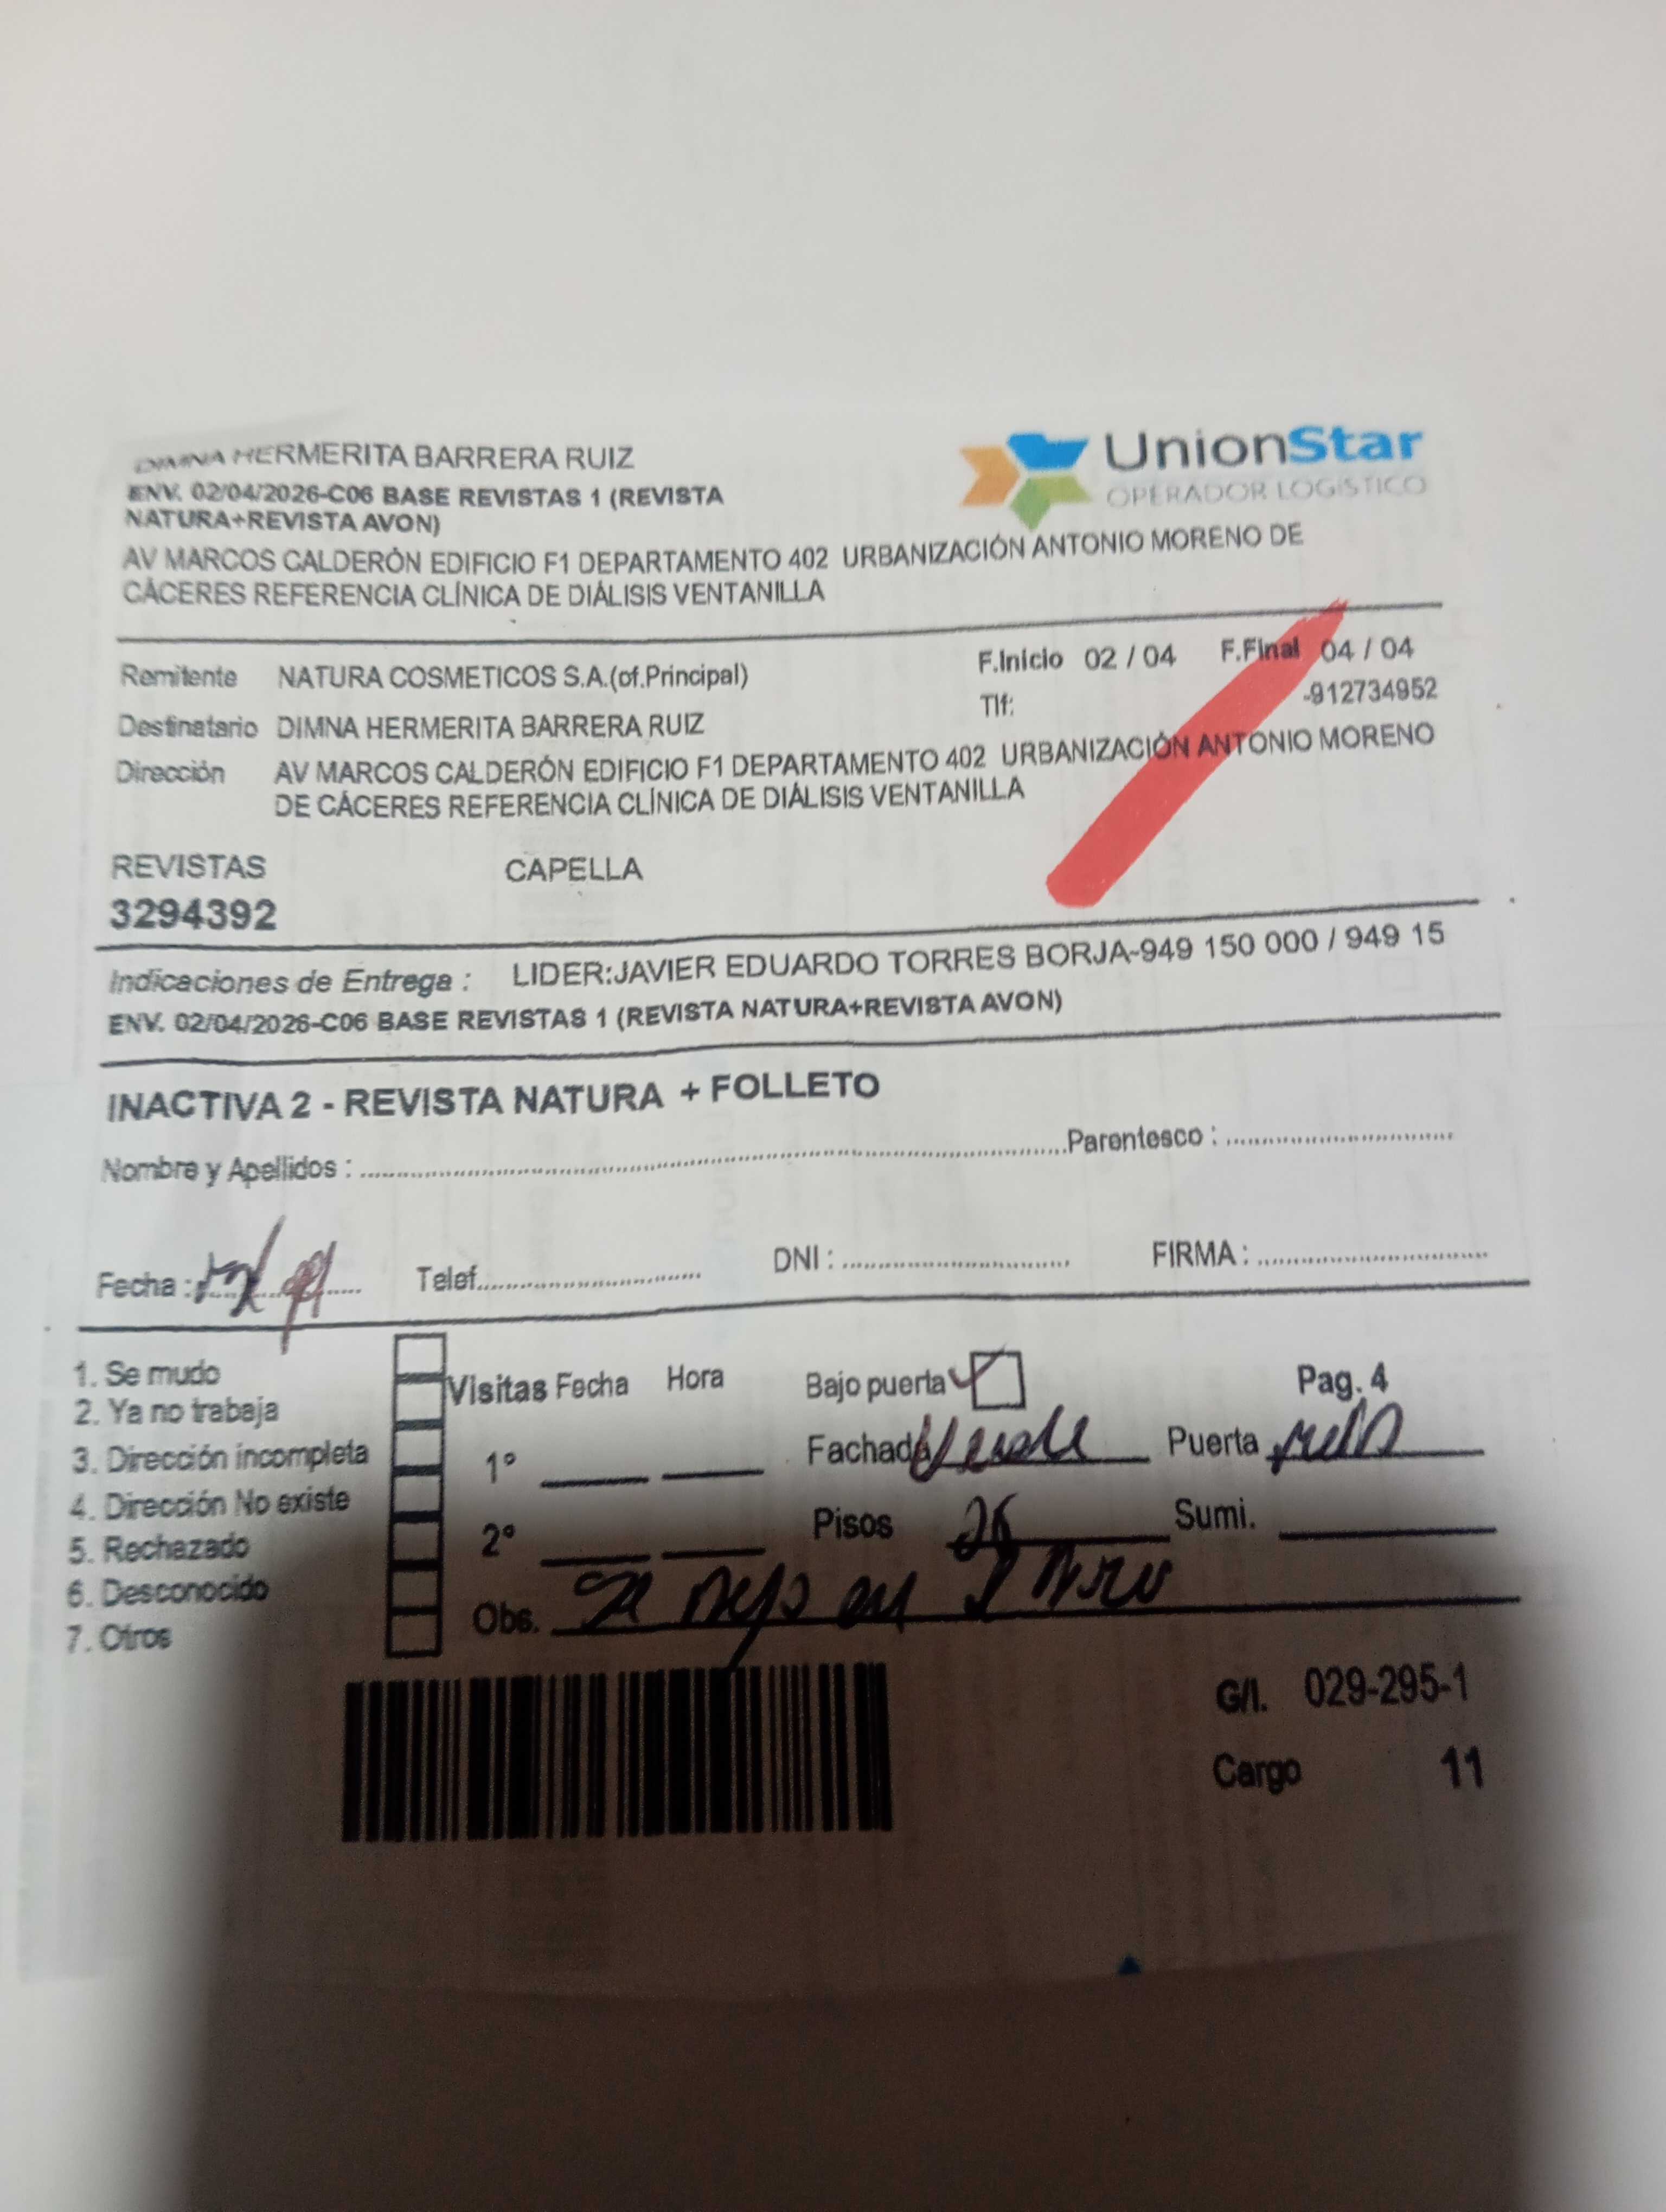 DIMNA HERMERITA BARRERA RUIZ
ENV. 02/04/2026-C06 BASE REVISTAS 1 (REVISTA
NATURA+REVISTA AVON)
UnionStar
OPERADOR LOGÍSTICO
AV MARCOS CALDERÓN EDIFICIO F1 DEPARTAMENTO 402 URBANIZACIÓN ANTONIO MORENO DE
CÁCERES REFERENCIA CLÍNICA DE DIÁLISIS VENTANILLA
Remitente NATURA COSMETICOS S.A.(of.Principal) F.Inicio 02 / 04 F.Final 04 / 04
Tlf: -912734952
Destinatario DIMNA HERMERITA BARRERA RUIZ
Dirección AV MARCOS CALDERÓN EDIFICIO F1 DEPARTAMENTO 402 URBANIZACIÓN ANTONIO MORENO
DE CÁCERES REFERENCIA CLÍNICA DE DIÁLISIS VENTANILLA
REVISTAS CAPELLA
3294392
Indicaciones de Entrega : LIDER:JAVIER EDUARDO TORRES BORJA-949 150 000 / 949 15
ENV. 02/04/2026-C06 BASE REVISTAS 1 (REVISTA NATURA+REVISTA AVON)
INACTIVA 2 - REVISTA NATURA + FOLLETO
Nombre y Apellidos : Parentesco :
Fecha : Telef. DNI : FIRMA :
1. Se mudo
2. Ya no trabaja
3. Dirección incompleta
4. Dirección No existe
5. Rechazado
6. Desconocido
7. Otros
Visitas Fecha Hora Bajo puerta Pag. 4
1° Fachada Verde Puerta
2° Pisos Sumi.
Obs. Se dejo en
G/I. 029-295-1
Cargo 11